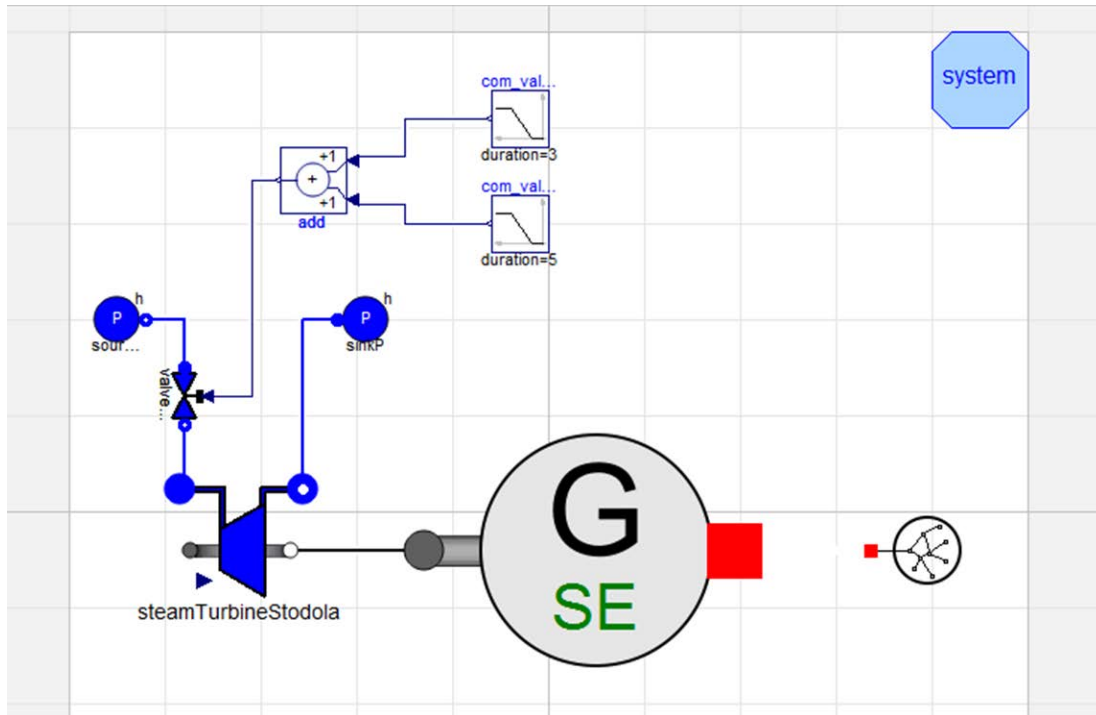 system
com_val...
duration=3
+1
+
+1
add
com_val...
duration=5
h
P
sour...
h
P
sinkP
valve...
G
SE
steamTurbineStodola